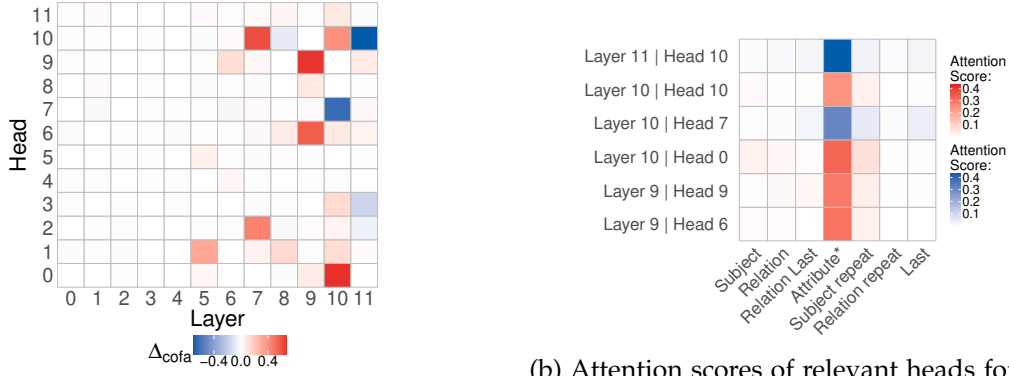 11
10
9
8
7
6
5
4
3
2
1
0
Head
0 1 2 3 4 5 6 7 8 9 10 11
Layer
Δcofa
−0.4 0.0 0.4
Layer 11 | Head 10
Layer 10 | Head 10
Layer 10 | Head 7
Layer 10 | Head 0
Layer 9 | Head 9
Layer 9 | Head 6
Subject
Relation
Relation Last
Attribute*
Subject repeat
Relation repeat
Last
Attention
Score:
0.4
0.3
0.2
0.1
Attention
Score:
0.4
0.3
0.2
0.1
(b) Attention scores of relevant heads for